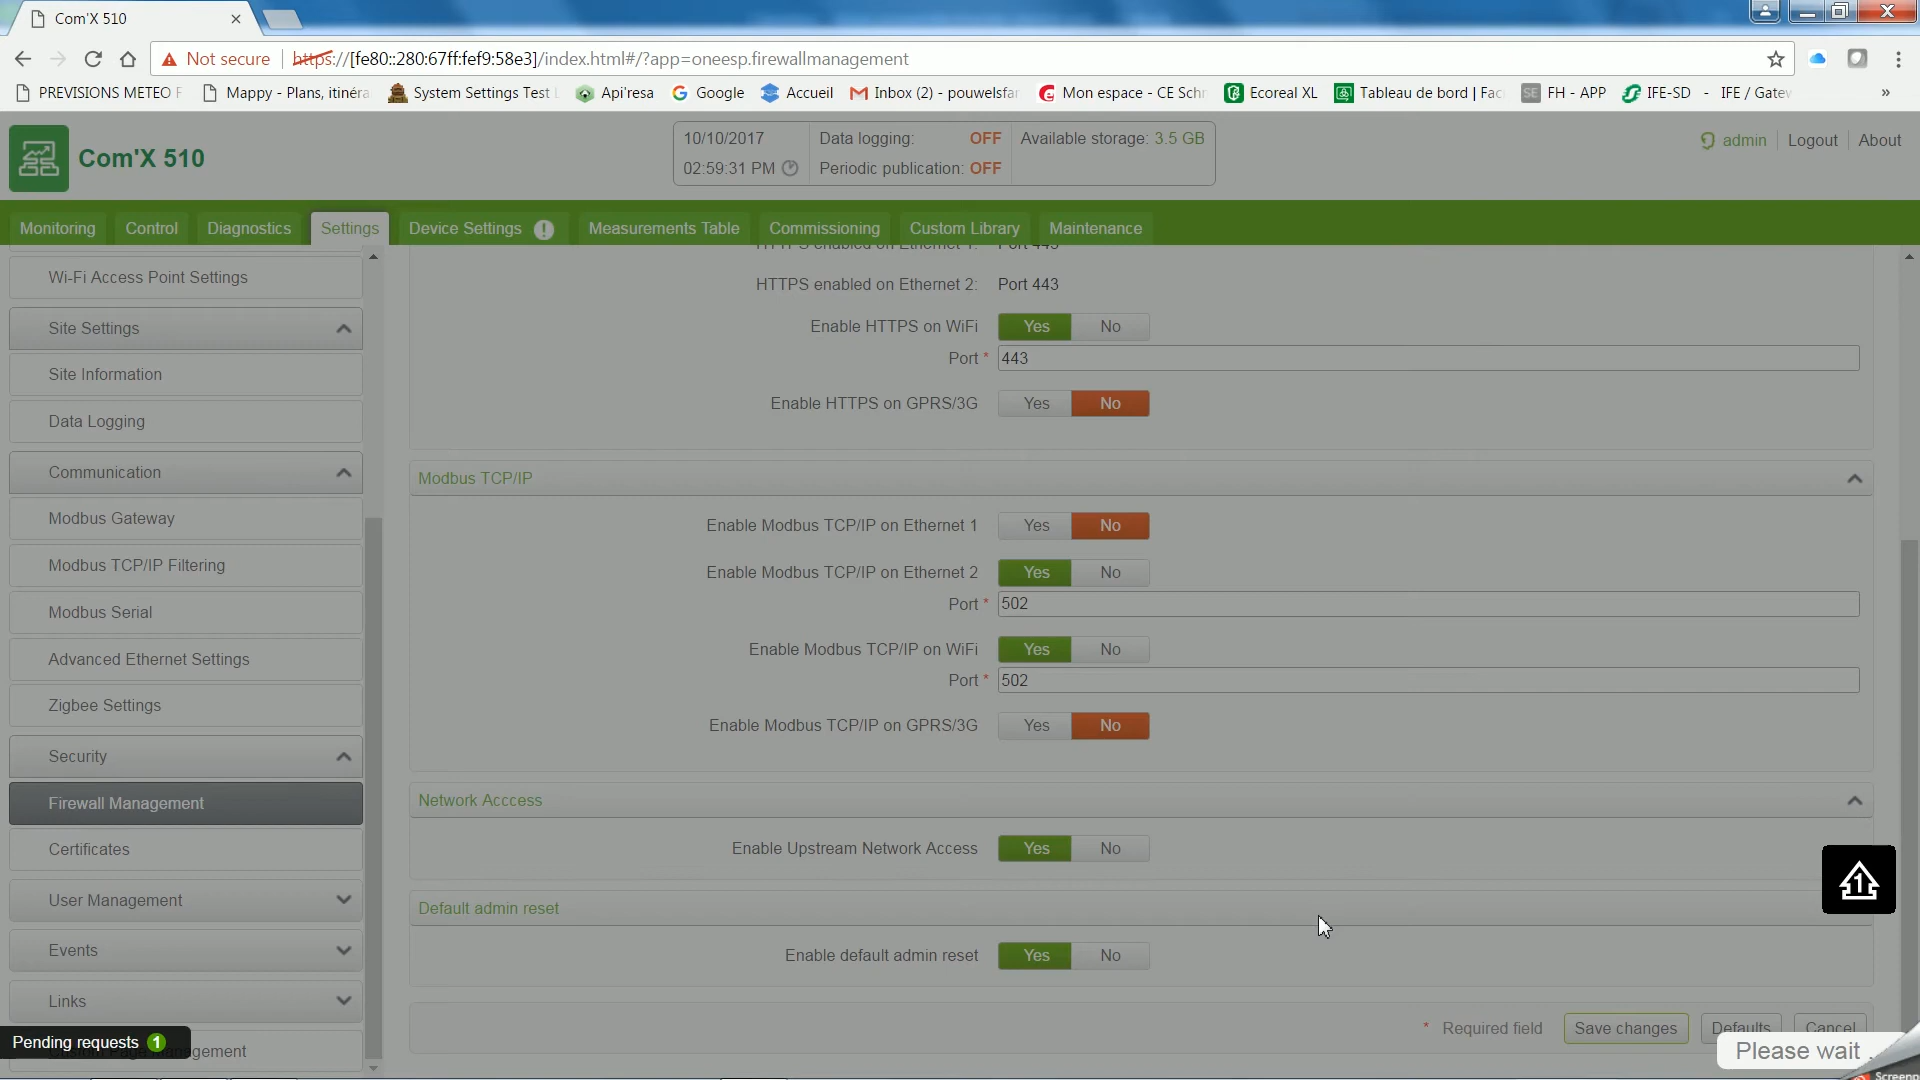 Com'X 510
Not secure https://[fe80::280:67ff:fef9:58e3]/index.html#/?app=oneesp.firewallmanagement
PREVISIONS METEO F Mappy - Plans, itinéra System Settings Test Api'resa Google Accueil Inbox (2) - pouwelsfar Mon espace - CE Schr Ecoreal XL Tableau de bord | Fac SE FH - APP IFE-SD - IFE / Gatew »
Com'X 510
10/10/2017 Data logging: OFF Available storage: 3.5 GB
02:59:31 PM Periodic publication: OFF
admin Logout About
Monitoring Control Diagnostics Settings Device Settings ! Measurements Table Commissioning Custom Library Maintenance
Wi-Fi Access Point Settings
Site Settings
Site Information
Data Logging
Communication
Modbus Gateway
Modbus TCP/IP Filtering
Modbus Serial
Advanced Ethernet Settings
Zigbee Settings
Security
Firewall Management
Certificates
User Management
Events
Links
Custom Page Management
Pending requests 1
HTTPS enabled on Ethernet 1: Port 443
HTTPS enabled on Ethernet 2: Port 443
Enable HTTPS on WiFi Yes No
Port * 443
Enable HTTPS on GPRS/3G Yes No
Modbus TCP/IP
Enable Modbus TCP/IP on Ethernet 1 Yes No
Enable Modbus TCP/IP on Ethernet 2 Yes No
Port * 502
Enable Modbus TCP/IP on WiFi Yes No
Port * 502
Enable Modbus TCP/IP on GPRS/3G Yes No
Network Acccess
Enable Upstream Network Access Yes No
1
Default admin reset
Enable default admin reset Yes No
* Required field Save changes Defaults Cancel
Please wait
Screenp